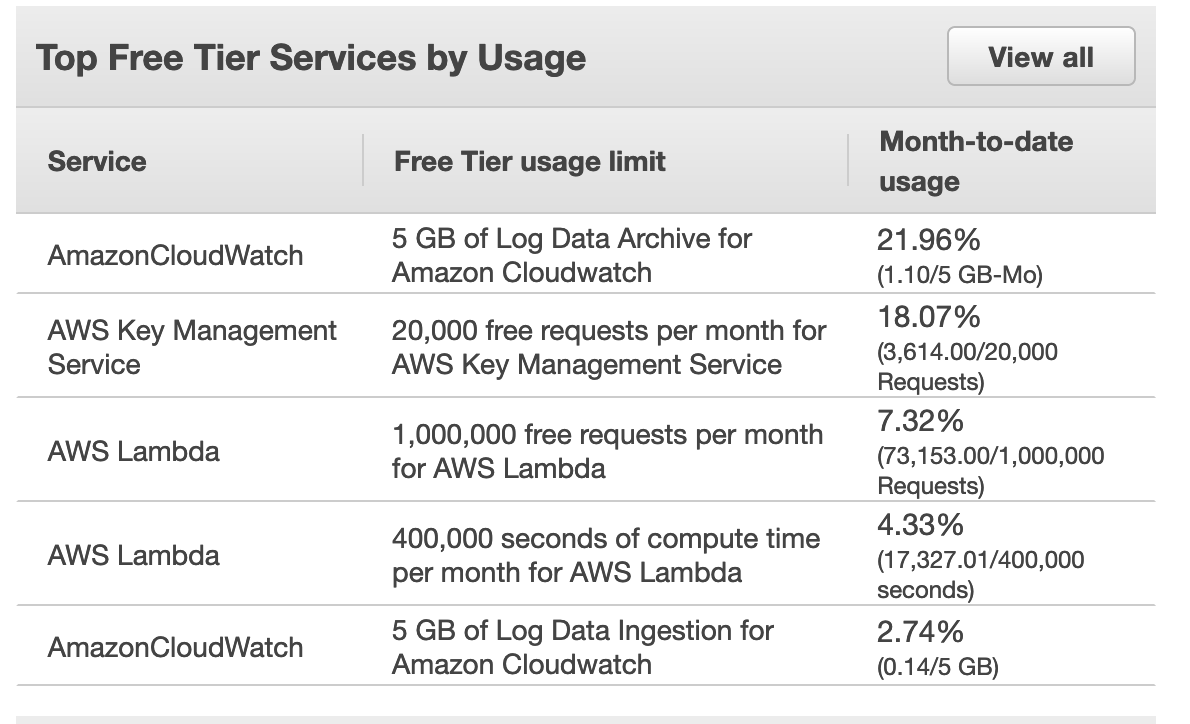 Top Free Tier Services by Usage
View all
Service
Free Tier usage limit
Month-to-date
usage
AmazonCloudWatch
5 GB of Log Data Archive for
Amazon Cloudwatch
21.96%
(1.10/5 GB-Mo)
AWS Key Management
Service
20,000 free requests per month for
AWS Key Management Service
18.07%
(3,614.00/20,000
Requests)
AWS Lambda
1,000,000 free requests per month
for AWS Lambda
7.32%
(73,153.00/1,000,000
Requests)
AWS Lambda
400,000 seconds of compute time
per month for AWS Lambda
4.33%
(17,327.01/400,000
seconds)
AmazonCloudWatch
5 GB of Log Data Ingestion for
Amazon Cloudwatch
2.74%
(0.14/5 GB)